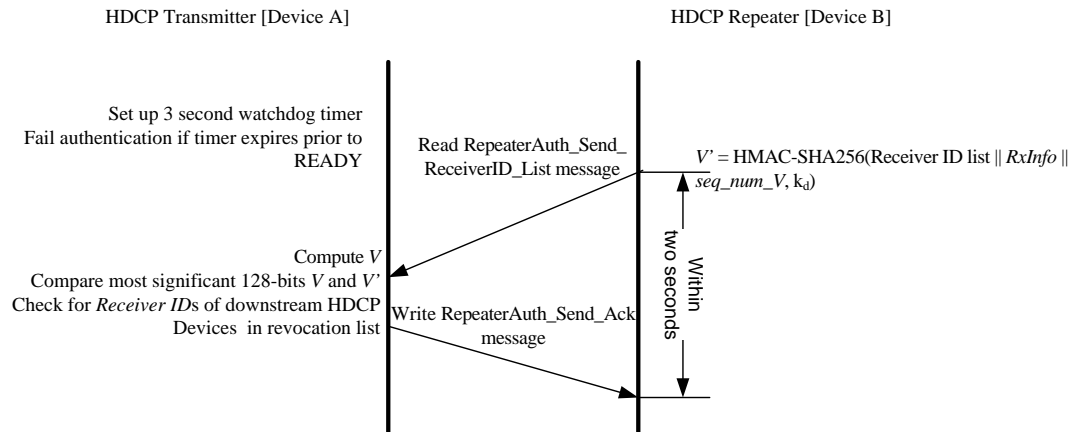 HDCP Transmitter [Device A]
HDCP Repeater [Device B]
Set up 3 second watchdog timer
Fail authentication if timer expires prior to
READY
Read RepeaterAuth_Send_
ReceiverID_List message
V’ = HMAC-SHA256(Receiver ID list || RxInfo ||
seq_num_V, kd)
Within
two seconds
Compute V
Compare most significant 128-bits V and V’
Check for Receiver IDs of downstream HDCP
Devices in revocation list
Write RepeaterAuth_Send_Ack
message